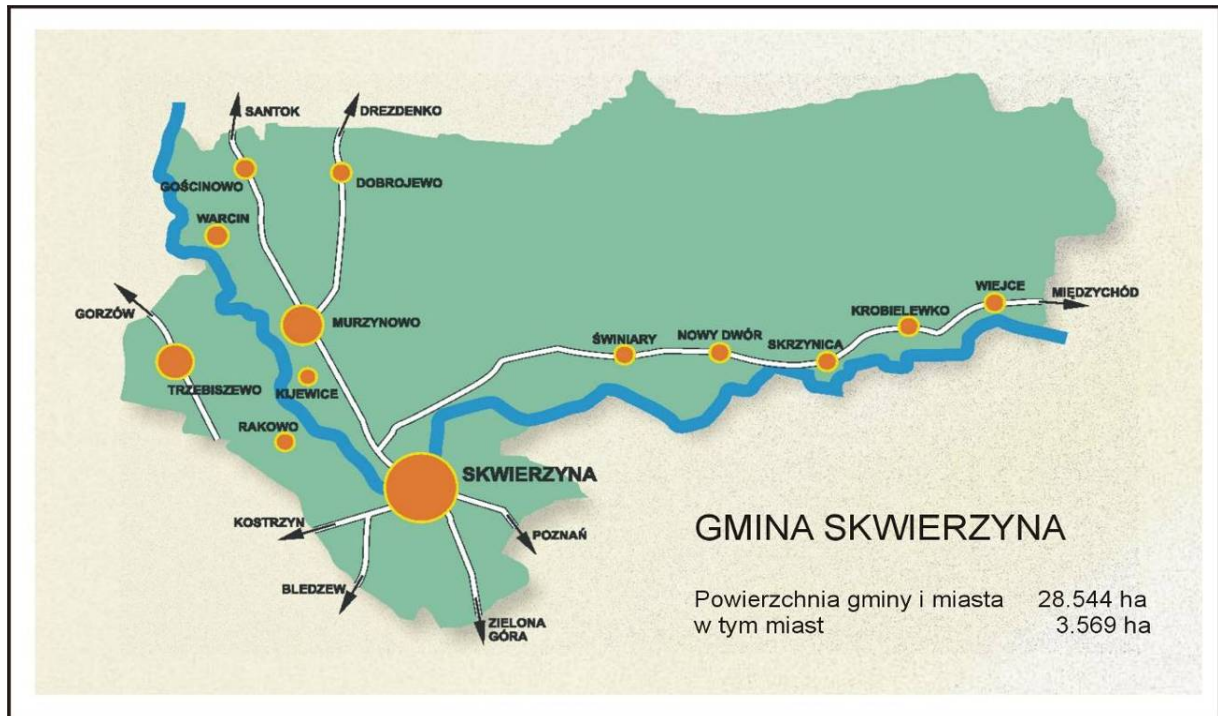 SANTOK
DREZDENKO
GOŚCINOWO
DOBROJEWO
WARCIN
GORZÓW
MURZYNOWO
WIEJCE
MIĘDZYCHÓD
KROBIELEWKO
ŚWINIARY
NOWY DWÓR
SKRZYNICA
TRZEBISZEWO
KIJEWICE
RAKOWO
SKWIERZYNA
KOSTRZYN
POZNAŃ
BLEDZEW
ZIELONA
GÓRA
GMINA SKWIERZYNA
Powierzchnia gminy i miasta 28.544 ha
w tym miast 3.569 ha